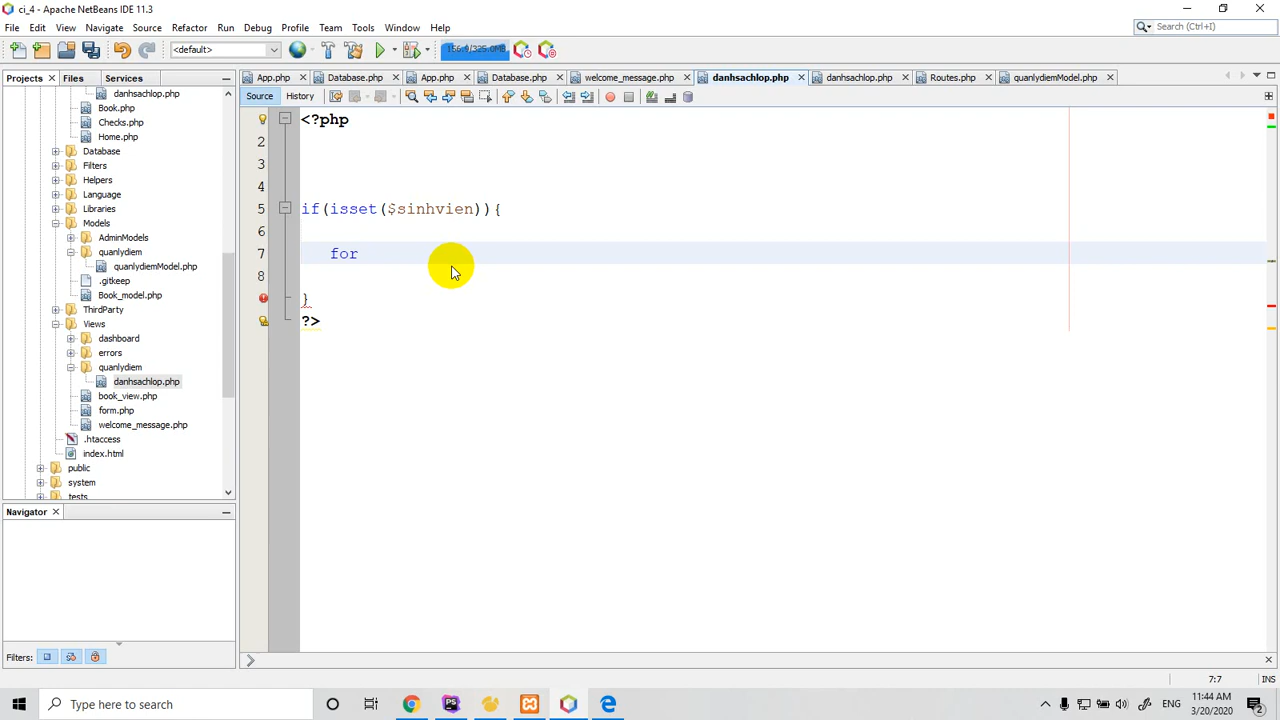 ci_4 - Apache NetBeans IDE 11.3
File Edit View Navigate Source Refactor Run Debug Profile Team Tools Window Help
Search (Ctrl+I)
<default>
156.9/325.0MB
Projects Files Services
App.php Database.php App.php Database.php welcome_message.php danhsachlop.php danhsachlop.php Routes.php quanlydiemModel.php
Source History
danhsachlop.php
Book.php
Checks.php
Home.php
Database
Filters
Helpers
Language
Libraries
Models
AdminModels
quanlydiem
quanlydiemModel.php
.gitkeep
Book_model.php
ThirdParty
Views
dashboard
errors
quanlydiem
danhsachlop.php
book_view.php
form.php
welcome_message.php
.htaccess
index.html
public
system
tests
Navigator
Filters:
<?php
2
3
4
5 if(isset($sinhvien)){
6
7 for
8
}
?>
7:7 INS
Type here to search
ENG
11:44 AM
3/20/2020
2